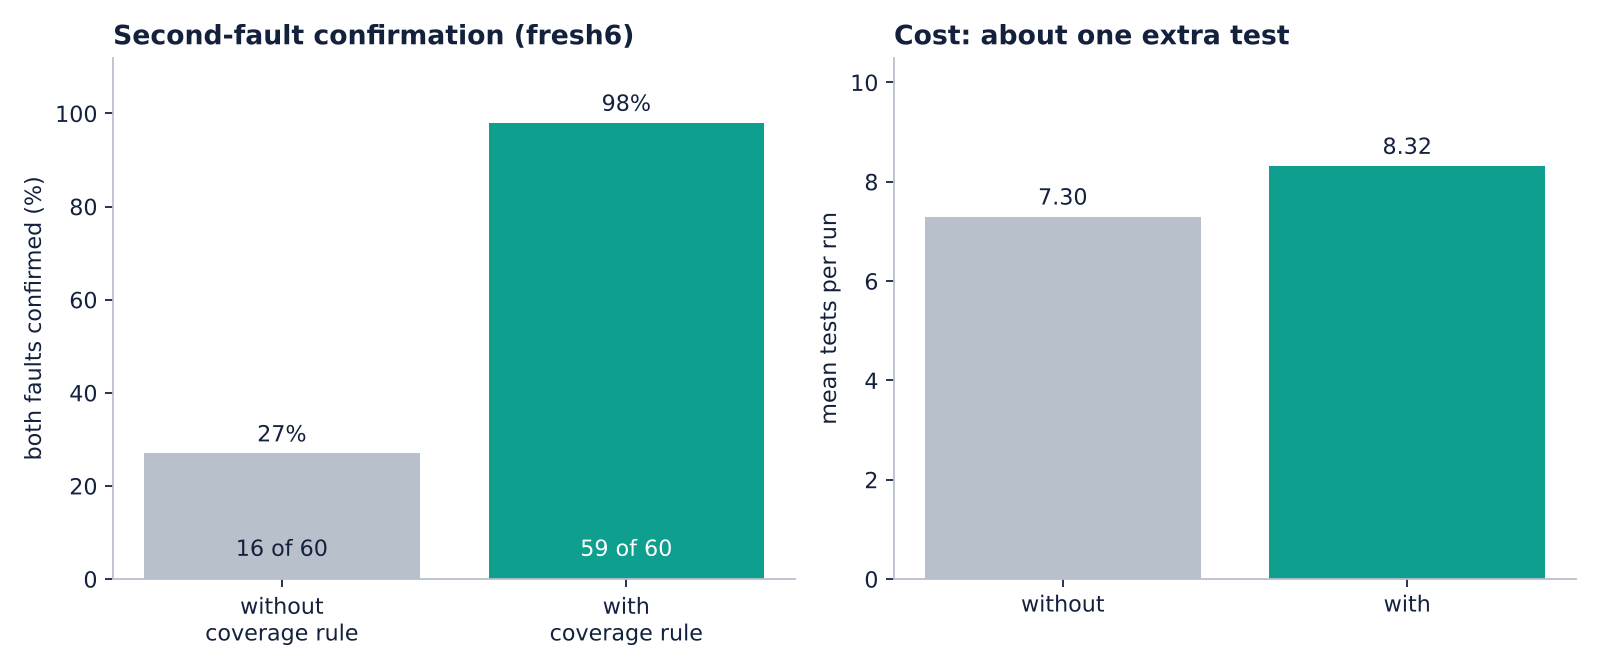 Second-fault confirmation (fresh6)
both faults confirmed (%)
100
80
60
40
20
0
27%
98%
16 of 60
59 of 60
without
coverage rule
with
coverage rule
Cost: about one extra test
mean tests per run
10
8
6
4
2
0
7.30
8.32
without
with